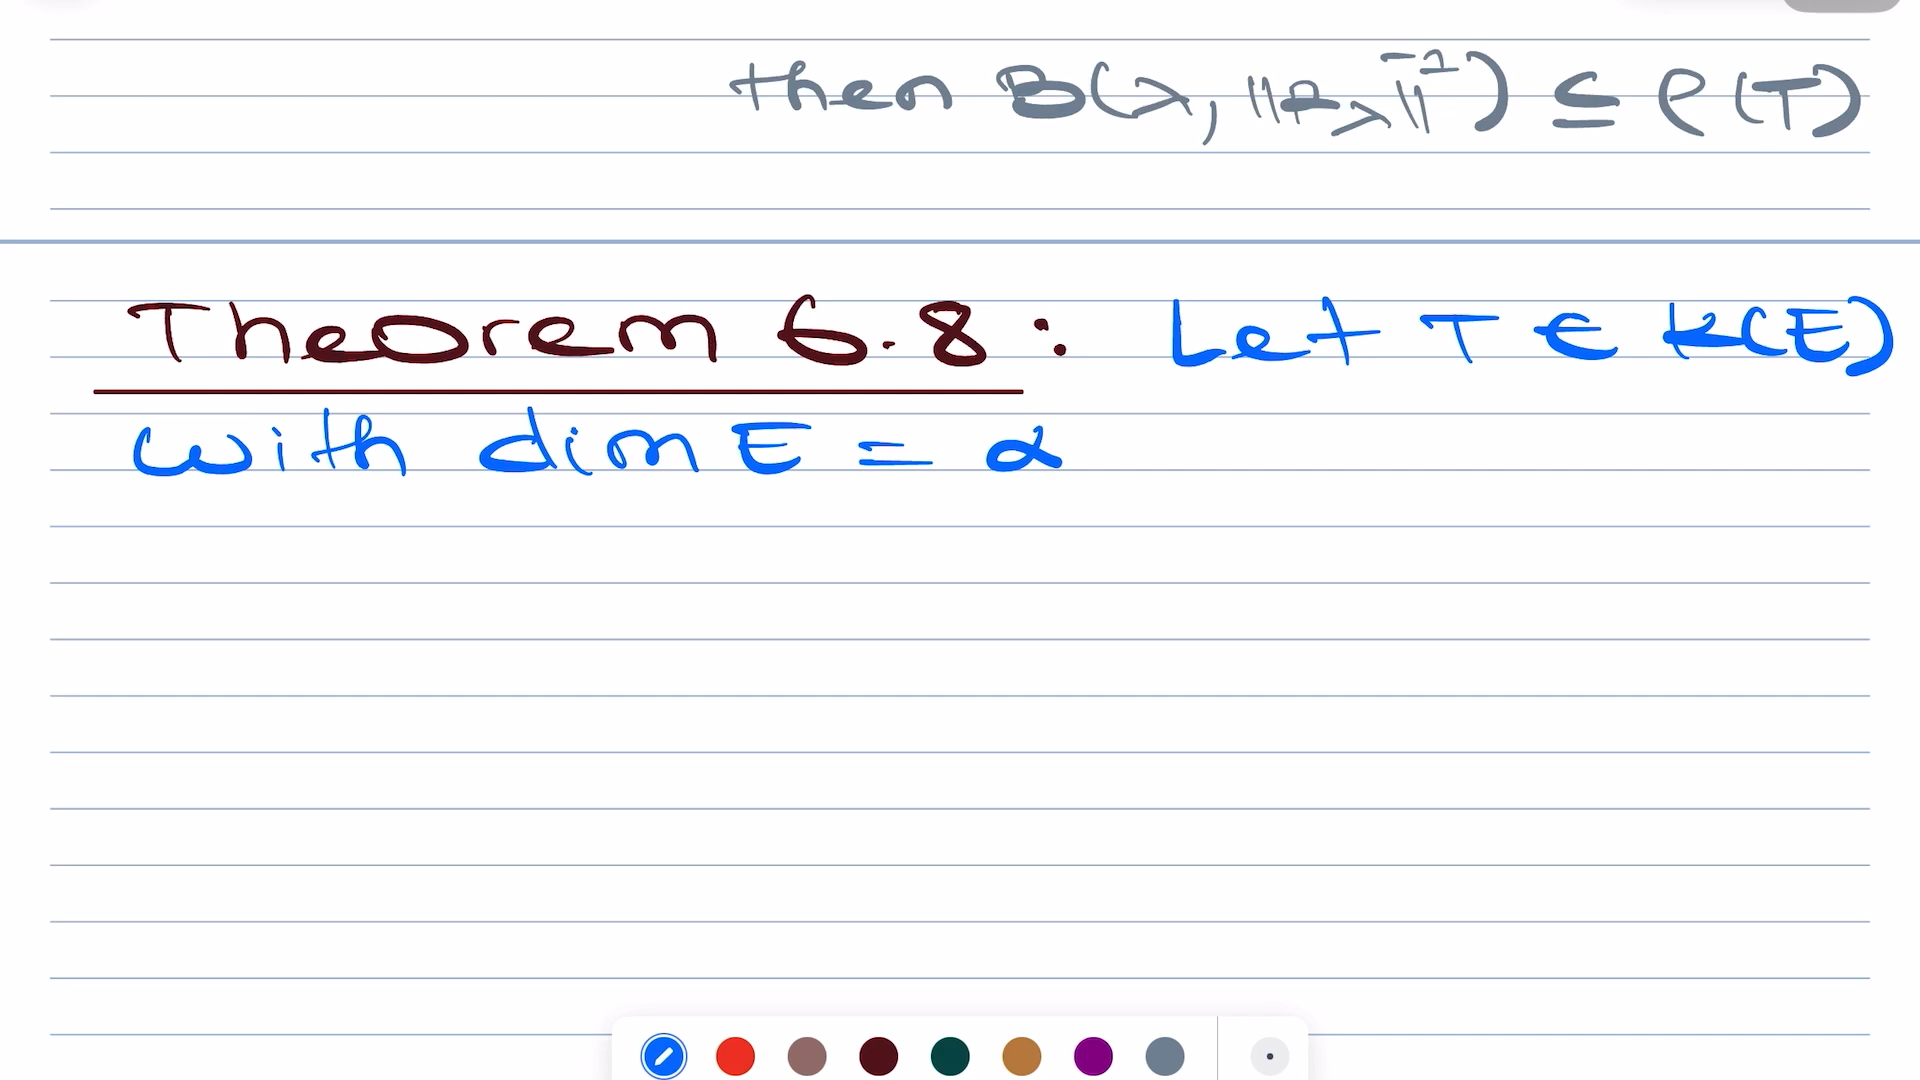 then B(λ, ||R_λ||^{-1}) ⊆ ρ(T)
Theorem 6.8: Let T ∈ K(E)
with dim E = α